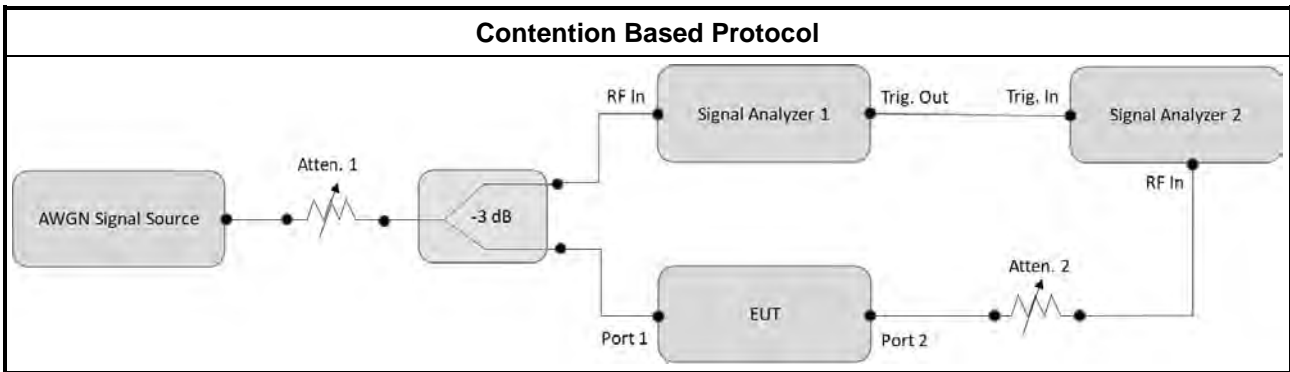 Contention Based Protocol
RF In
Signal Analyzer 1
Trig. Out
Trig. In
Signal Analyzer 2
RF In
Atten. 1
AWGN Signal Source
-3 dB
Atten. 2
EUT
Port 1
Port 2